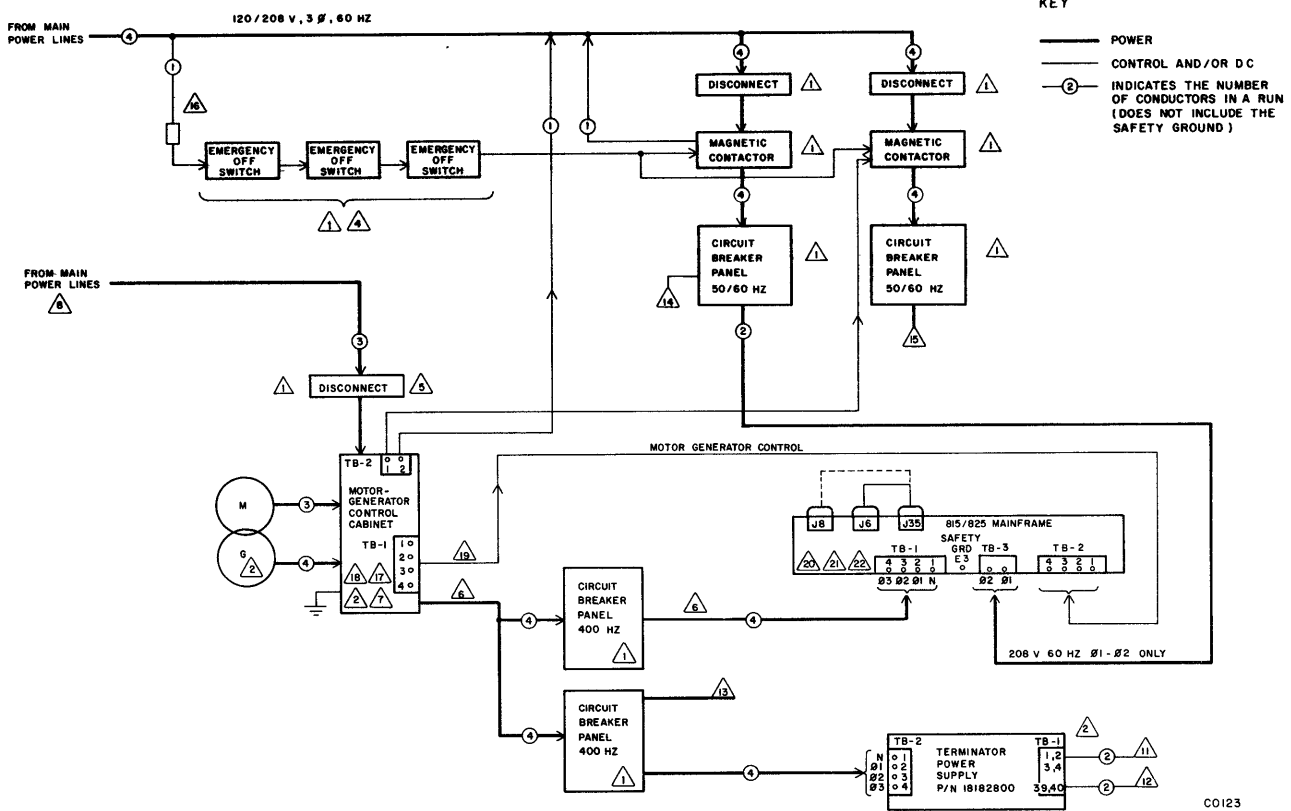 KEY
120/208 V, 3 Ø, 60 HZ
FROM MAIN
POWER LINES
4
POWER
CONTROL AND/OR DC
2
INDICATES THE NUMBER
OF CONDUCTORS IN A RUN
(DOES NOT INCLUDE THE
SAFETY GROUND)
1
16
EMERGENCY
OFF
SWITCH
EMERGENCY
OFF
SWITCH
EMERGENCY
OFF
SWITCH
1 4
1
1
4
DISCONNECT
1
MAGNETIC
CONTACTOR
1
4
CIRCUIT
BREAKER
PANEL
50/60 HZ
1
14
2
4
DISCONNECT
1
MAGNETIC
CONTACTOR
1
4
CIRCUIT
BREAKER
PANEL
50/60 HZ
1
15
FROM MAIN
POWER LINES
8
3
1
DISCONNECT
5
TB-2
1 2
MOTOR-
GENERATOR
CONTROL
CABINET
TB-1
1
2
3
4
18 17
2 7
M
3
G
2
4
19
6
MOTOR GENERATOR CONTROL
J8 J6 J35
815/825 MAINFRAME
SAFETY
GRD
E3
20 21 22
TB-1
4 3 2 1
Ø3 Ø2 Ø1 N
TB-3
Ø2 Ø1
TB-2
4 3 2 1
208 V 60 HZ Ø1-Ø2 ONLY
4
CIRCUIT
BREAKER
PANEL
400 HZ
1
6
4
4
CIRCUIT
BREAKER
PANEL
400 HZ
1
13
4
N
Ø1
Ø2
Ø3
TB-2
1
2
3
4
TERMINATOR
POWER
SUPPLY
P/N 18182800
TB-1
1,2
3,4
39,40
2
2
11
2
12
C0123